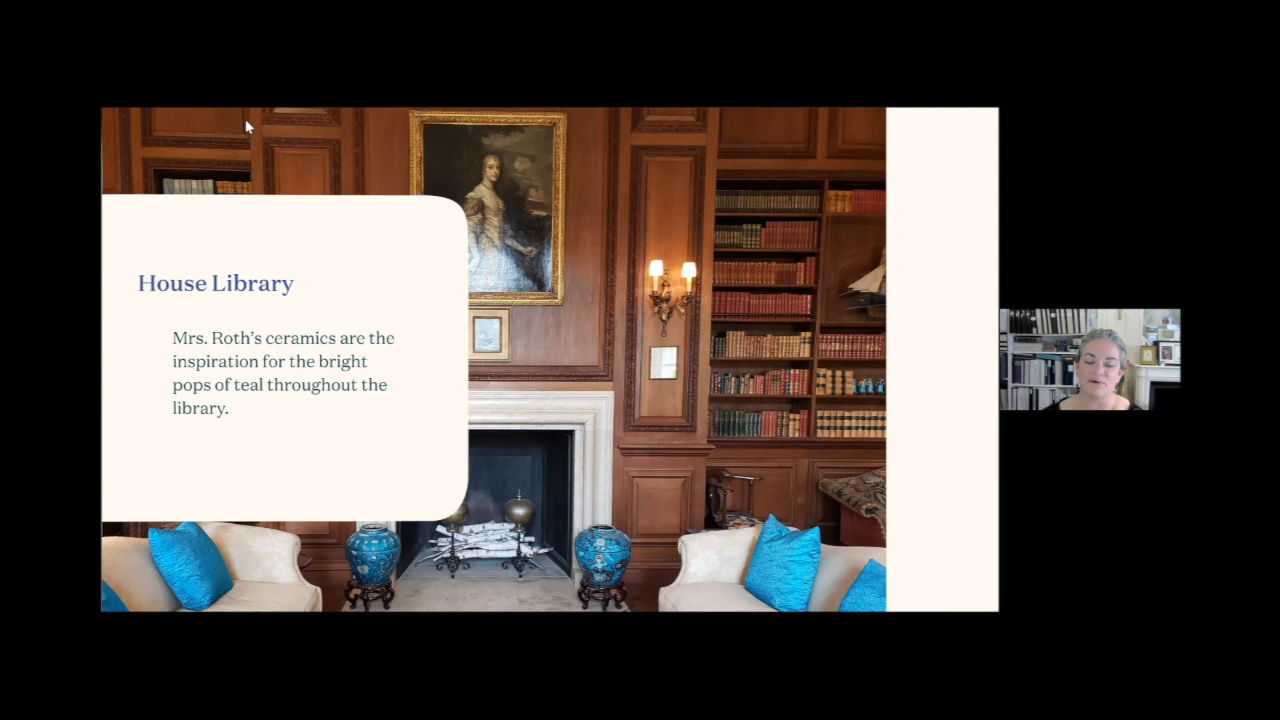 House Library
Mrs. Roth’s ceramics are the
inspiration for the bright
pops of teal throughout the
library.